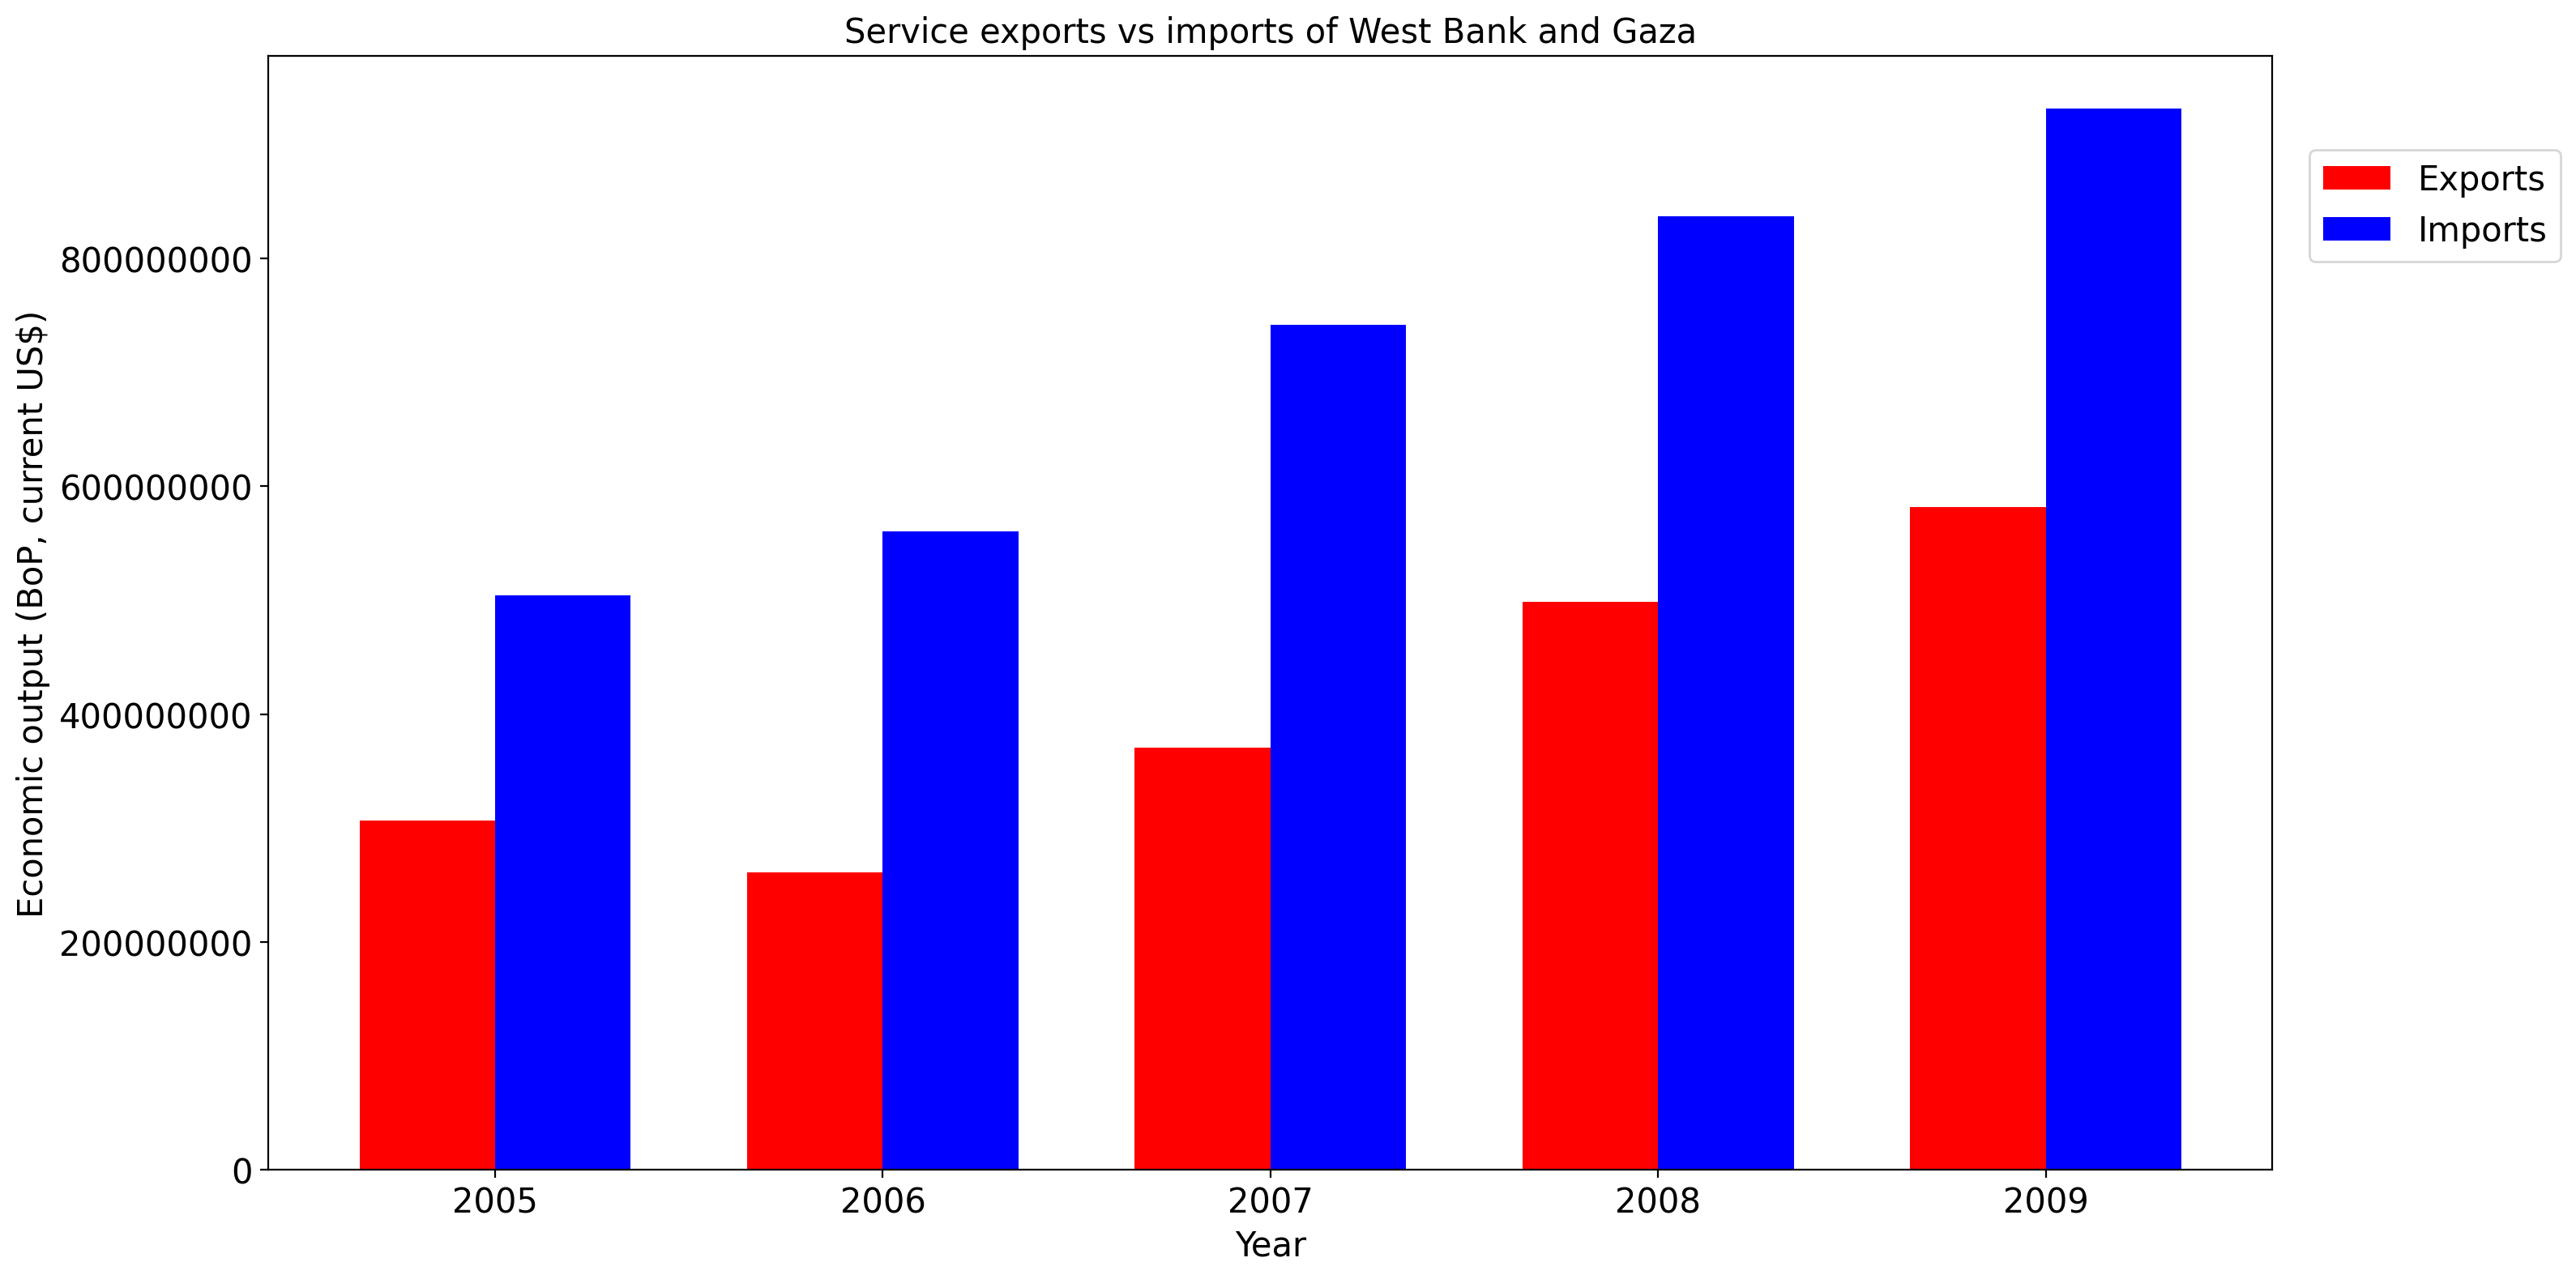 Service exports vs imports of West Bank and Gaza
Exports
Imports
Economic output (BoP, current US$)
800000000
600000000
400000000
200000000
0
2005
2006
2007
2008
2009
Year